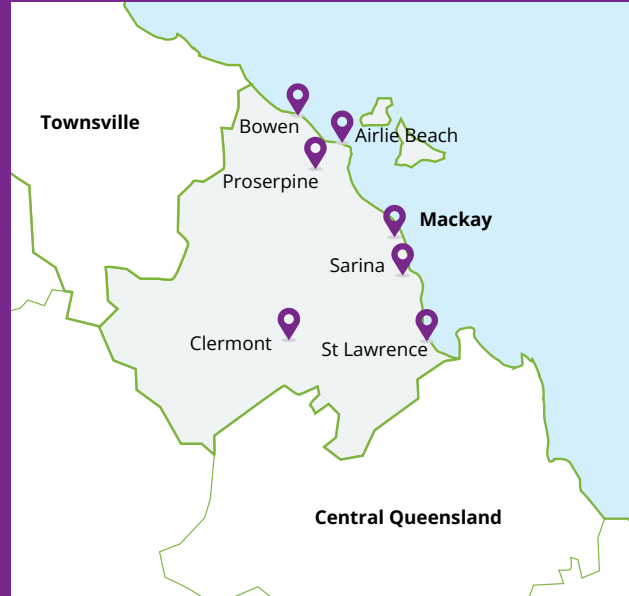 Townsville
Bowen
Airlie Beach
Proserpine
Mackay
Sarina
Clermont
St Lawrence
Central Queensland